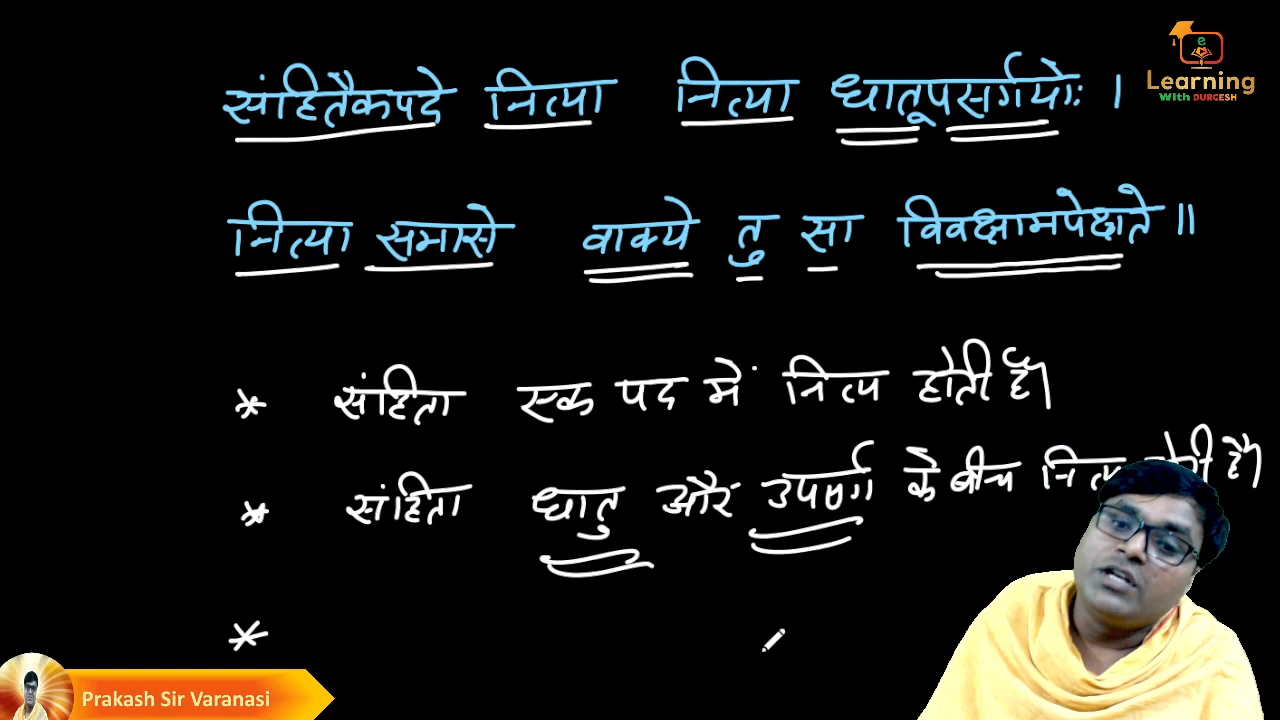 संहितैकपदे नित्या नित्या धातूपसर्गयोः ।
नित्या समासे वाक्ये तु सा विवक्षामपेक्षते ॥
* संहिता एक पद में नित्य होती है।
* संहिता धातु और उपसर्ग के बीच नित्य है।
*
e
Learning
With DURGESH
Prakash Sir Varanasi